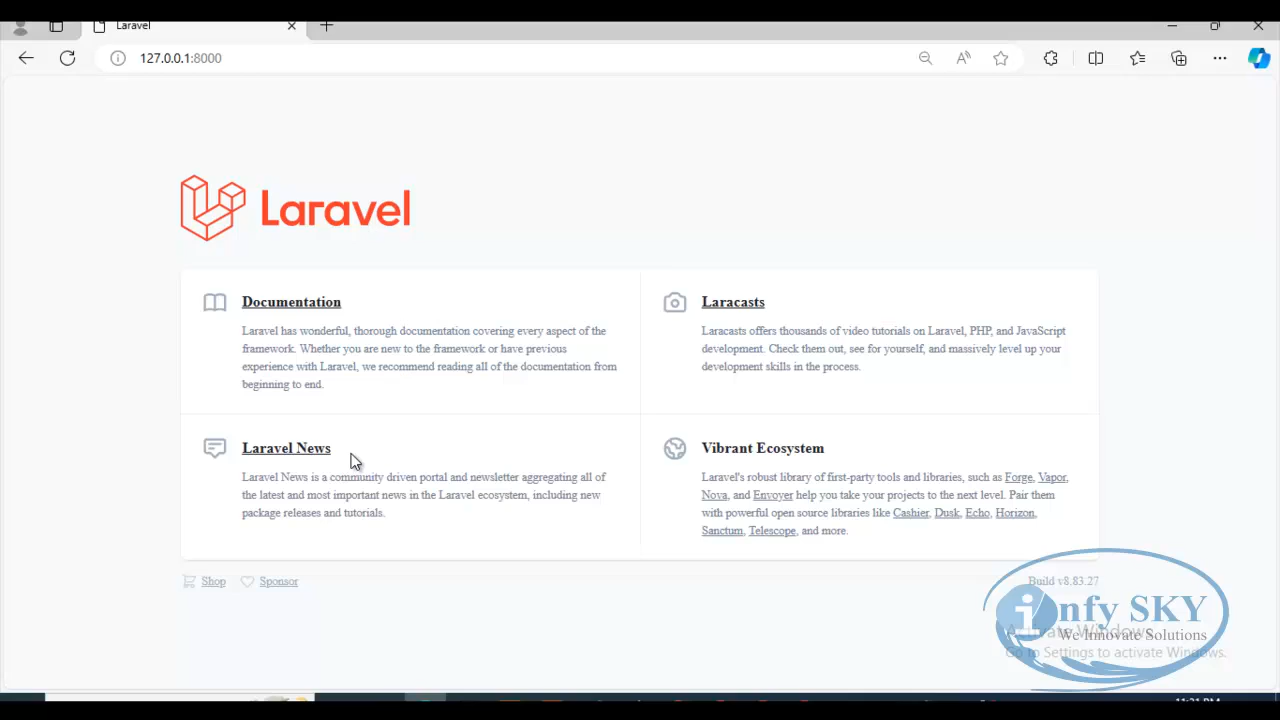 Laravel
127.0.0.1:8000
Laravel
Documentation
Laravel has wonderful, thorough documentation covering every aspect of the
framework. Whether you are new to the framework or have previous
experience with Laravel, we recommend reading all of the documentation from
beginning to end.
Laracasts
Laracasts offers thousands of video tutorials on Laravel, PHP, and JavaScript
development. Check them out, see for yourself, and massively level up your
development skills in the process.
Laravel News
Laravel News is a community driven portal and newsletter aggregating all of
the latest and most important news in the Laravel ecosystem, including new
package releases and tutorials.
Vibrant Ecosystem
Laravel's robust library of first-party tools and libraries, such as Forge, Vapor,
Nova, and Envoyer help you take your projects to the next level. Pair them
with powerful open source libraries like Cashier, Dusk, Echo, Horizon,
Sanctum, Telescope, and more.
Shop Sponsor
Build v8.83.27
infy SKY
We Innovate Solutions
Activate Windows
Go to Settings to activate Windows.